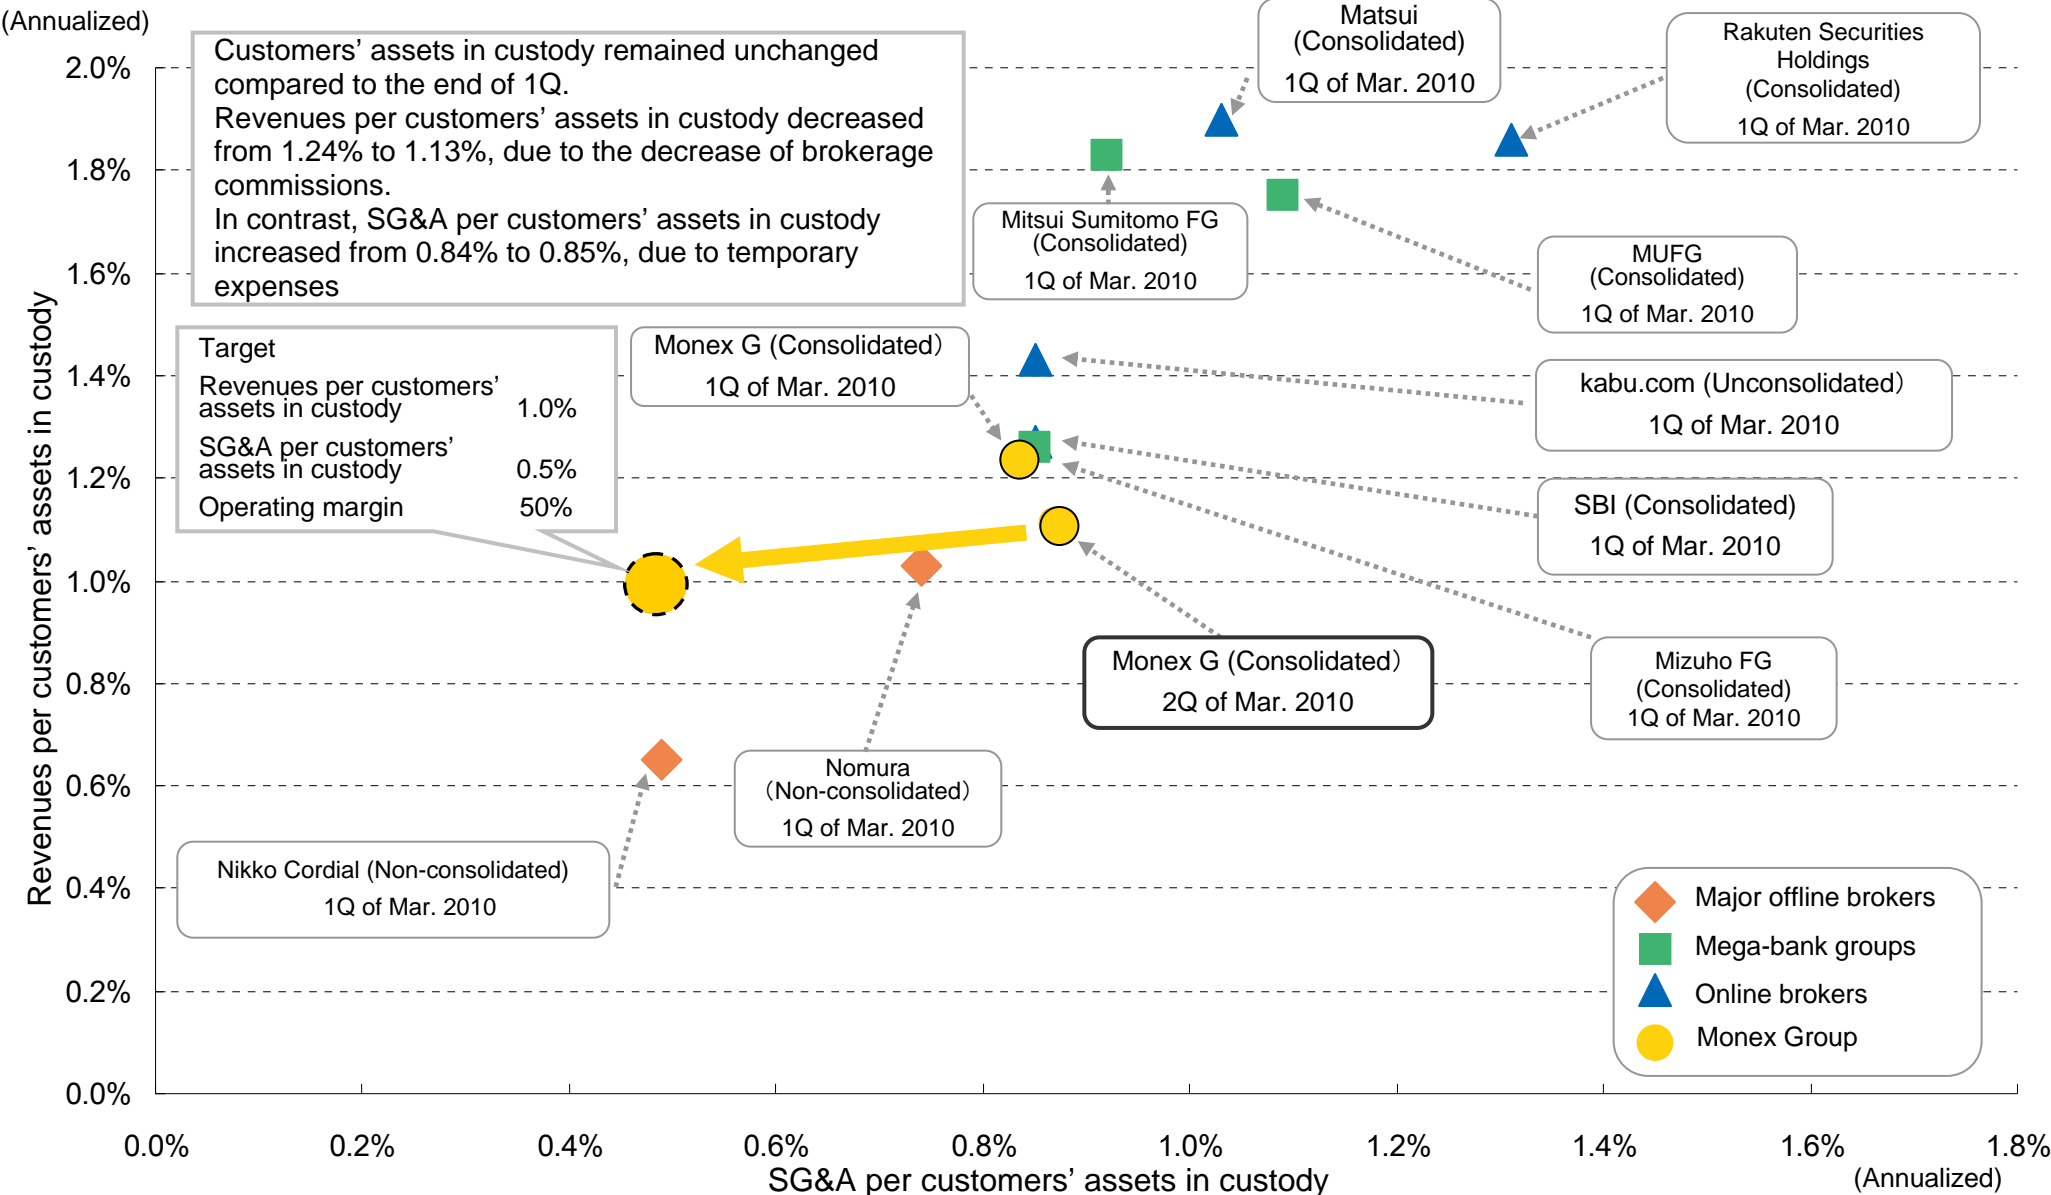 (Annualized)
Customers’ assets in custody remained unchanged
compared to the end of 1Q.
Revenues per customers’ assets in custody decreased
from 1.24% to 1.13%, due to the decrease of brokerage
commissions.
In contrast, SG&A per customers’ assets in custody
increased from 0.84% to 0.85%, due to temporary
expenses
Matsui
(Consolidated)
1Q of Mar. 2010
Rakuten Securities
Holdings
(Consolidated)
1Q of Mar. 2010
Mitsui Sumitomo FG
(Consolidated)
1Q of Mar. 2010
MUFG
(Consolidated)
1Q of Mar. 2010
Target
Revenues per customers’
assets in custody 1.0%
SG&A per customers’
assets in custody 0.5%
Operating margin 50%
Monex G (Consolidated）
1Q of Mar. 2010
kabu.com (Unconsolidated）
1Q of Mar. 2010
SBI (Consolidated)
1Q of Mar. 2010
Monex G (Consolidated）
2Q of Mar. 2010
Mizuho FG
(Consolidated)
1Q of Mar. 2010
Nomura
（Non-consolidated）
1Q of Mar. 2010
Nikko Cordial (Non-consolidated)
1Q of Mar. 2010
Major offline brokers
Mega-bank groups
Online brokers
Monex Group
Revenues per customers’ assets in custody
2.0%
1.8%
1.6%
1.4%
1.2%
1.0%
0.8%
0.6%
0.4%
0.2%
0.0%
0.0% 0.2% 0.4% 0.6% 0.8% 1.0% 1.2% 1.4% 1.6% 1.8%
SG&A per customers’ assets in custody
(Annualized)